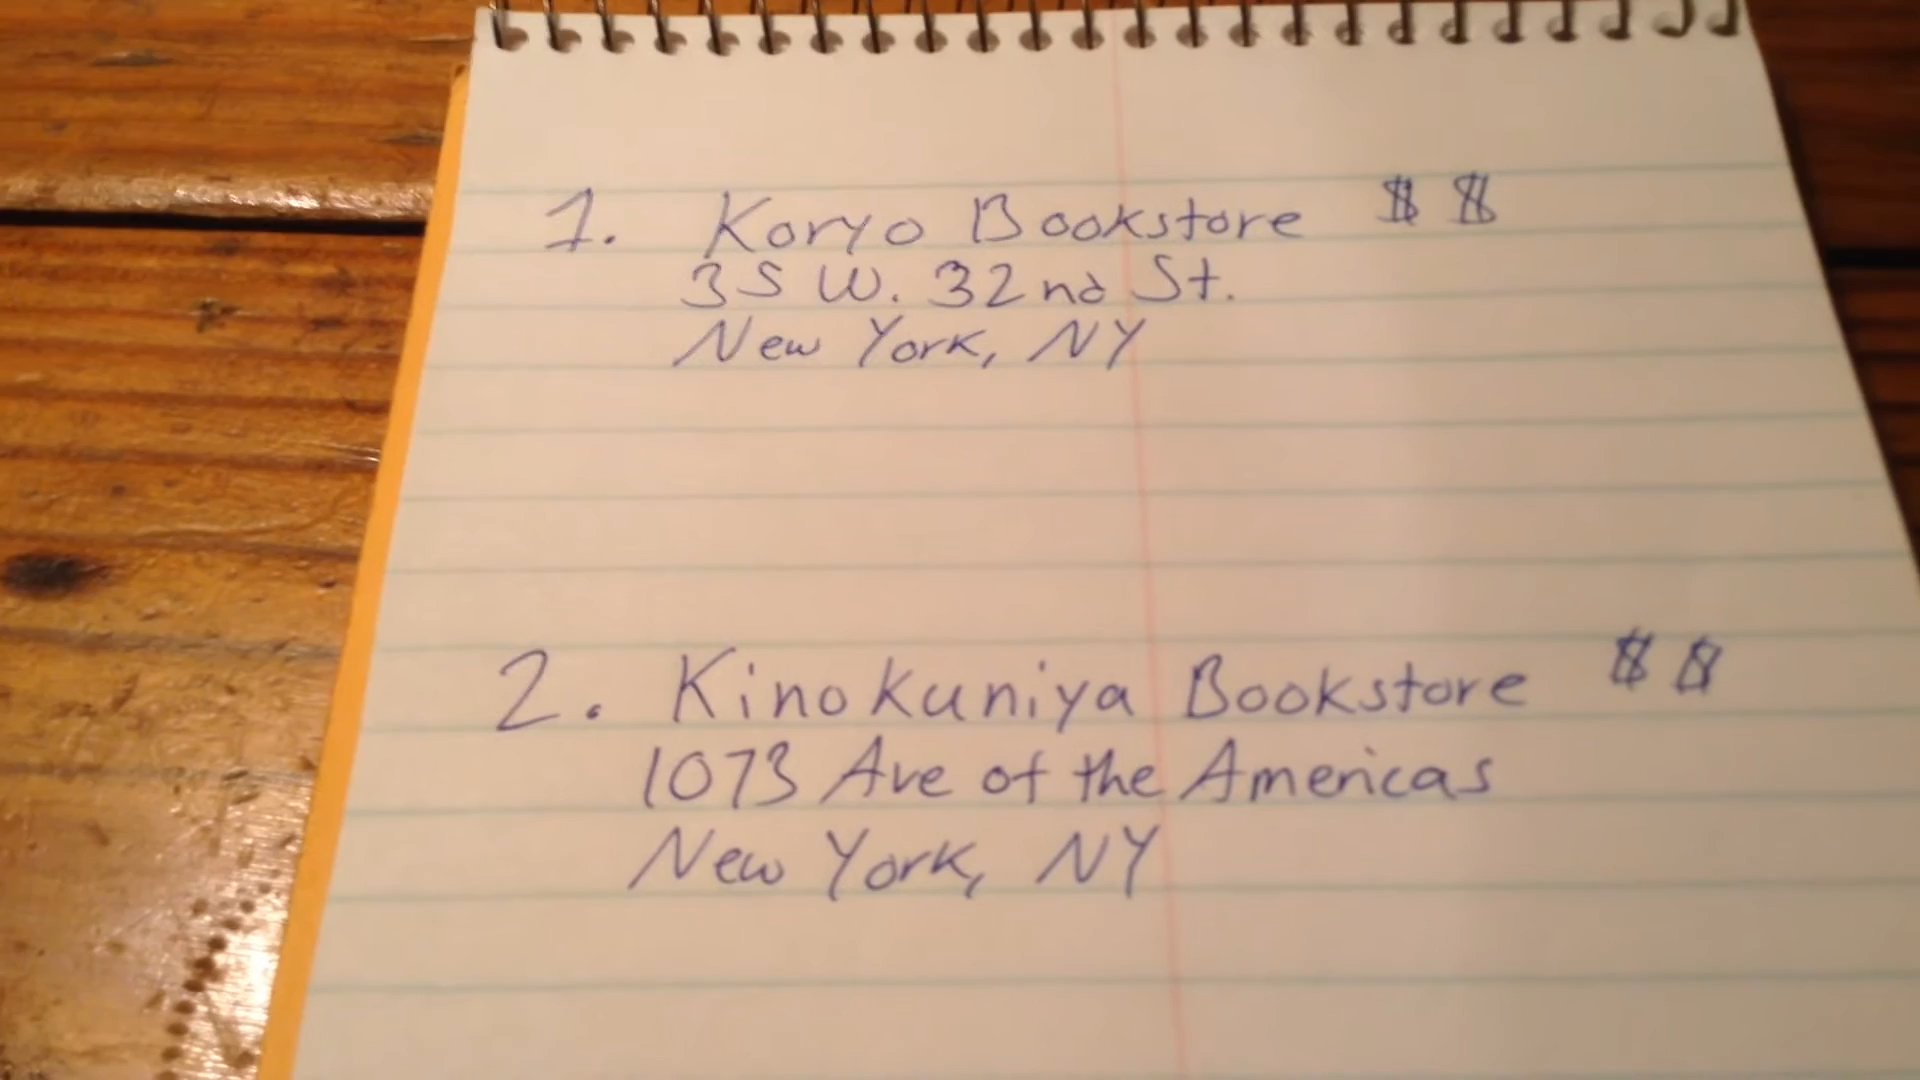 1. Koryo Bookstore $ $
35 W. 32nd St.
New York, NY
2. Kinokuniya Bookstore $ $
1073 Ave of the Americas
New York, NY